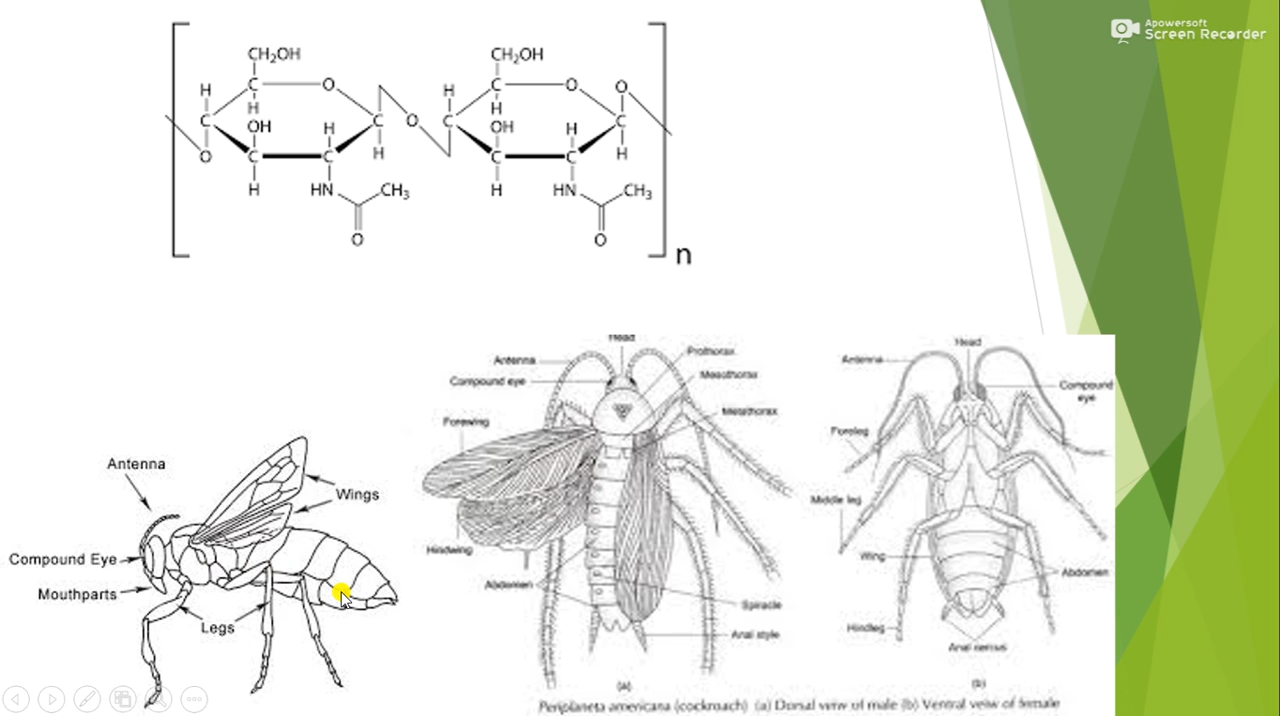 Apowersoft
Screen Recorder
CH₂OH
CH₂OH
H
C
O
H
C
O
O
H
H
C
OH
H
C
O
C
OH
H
C
O
C
C
H
C
C
H
H
HN
CH₃
H
HN
CH₃
O
O
n
Head
Antenna
Prothorax
Compound eye
Mesothorax
Metathorax
Forewing
Hindwing
Abdomen
Spiracle
Anal style
(a)
Head
Antenna
Compound
eye
Foreleg
Middle leg
Wing
Abdomen
Hindleg
Anal cercus
(b)
Periplaneta americana (cockroach) (a) Dorsal veiw of male (b) Ventral veiw of female
Antenna
Wings
Compound Eye
Mouthparts
Legs